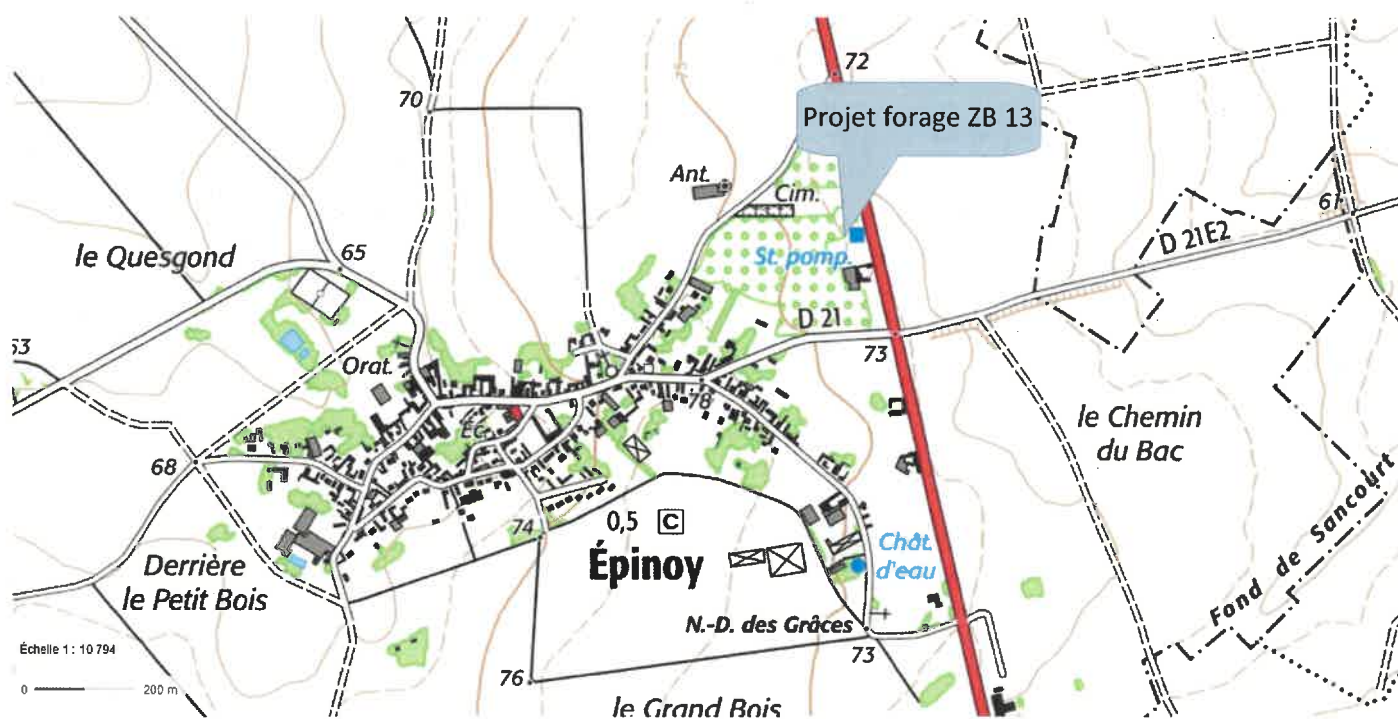 72
70
Projet forage ZB 13
Ant.
Cim.
61
D 21E2
le Quesgond
65
St. pomp.
D 21
63
73
Orat.
78
le Chemin
du Bac
Éc.
68
74
0,5 C
Épinoy
Chât.
d'eau
Derrière
le Petit Bois
Fond de Sancourt
N.-D. des Grâces
73
Échelle 1 : 10 794
0 200 m
76
le Grand Bois